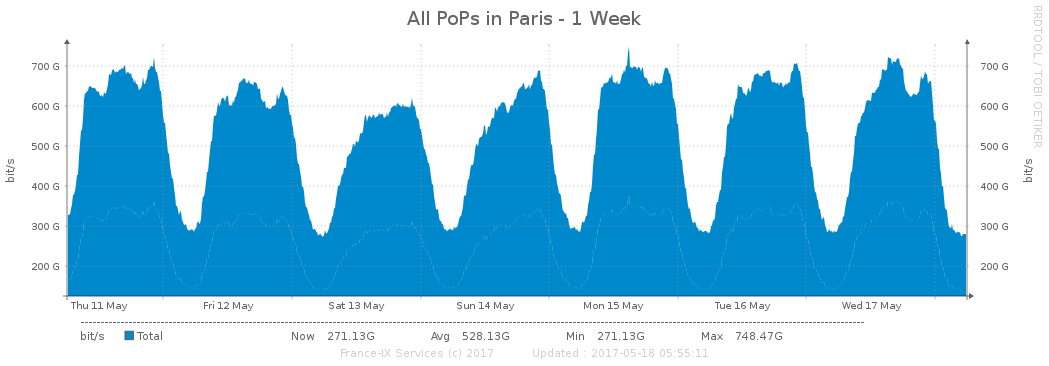 All PoPs in Paris - 1 Week
RRDTOOL / TOBI OETIKER
bit/s
700 G 700 G
600 G 600 G
500 G 500 G
400 G 400 G
300 G 300 G
200 G 200 G
bit/s
Thu 11 May Fri 12 May Sat 13 May Sun 14 May Mon 15 May Tue 16 May Wed 17 May
bit/s Total Now 271.13G Avg 528.13G Min 271.13G Max 748.47G
France-IX Services (c) 2017 Updated : 2017-05-18 05:55:11